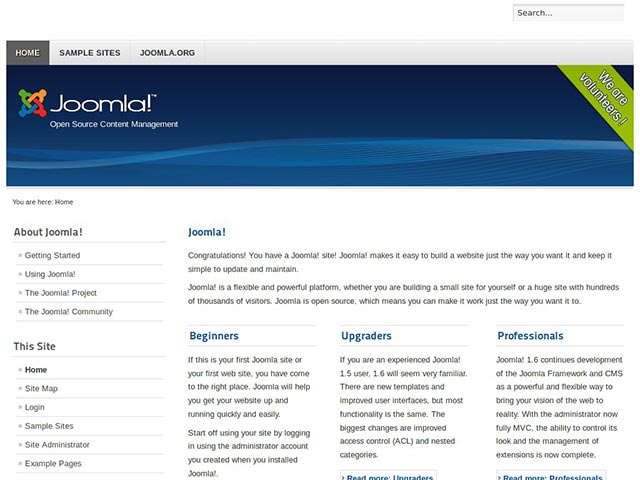 Search...
HOME SAMPLE SITES JOOMLA.ORG
Joomla!™
Open Source Content Management
We are
volunteers !
You are here: Home
About Joomla!
Getting Started
Using Joomla!
The Joomla! Project
The Joomla! Community
This Site
Home
Site Map
Login
Sample Sites
Site Administrator
Example Pages
Joomla!
Congratulations! You have a Joomla! site! Joomla! makes it easy to build a website just the way you want it and keep it
simple to update and maintain.
Joomla! is a flexible and powerful platform, whether you are building a small site for yourself or a huge site with hundreds
of thousands of visitors. Joomla is open source, which means you can make it work just the way you want it to.
Beginners
If this is your first Joomla site or
your first web site, you have come
to the right place. Joomla will help
you get your website up and
running quickly and easily.
Start off using your site by logging
in using the administrator account
you created when you installed
Joomla!.
Upgraders
If you are an experienced Joomla!
1.5 user, 1.6 will seem very familiar.
There are new templates and
improved user interfaces, but most
functionality is the same. The
biggest changes are improved
access control (ACL) and nested
categories.
Read more: Upgraders
Professionals
Joomla! 1.6 continues development
of the Joomla Framework and CMS
as a powerful and flexible way to
bring your vision of the web to
reality. With the administrator now
fully MVC, the ability to control its
look and the management of
extensions is now complete.
Read more: Professionals